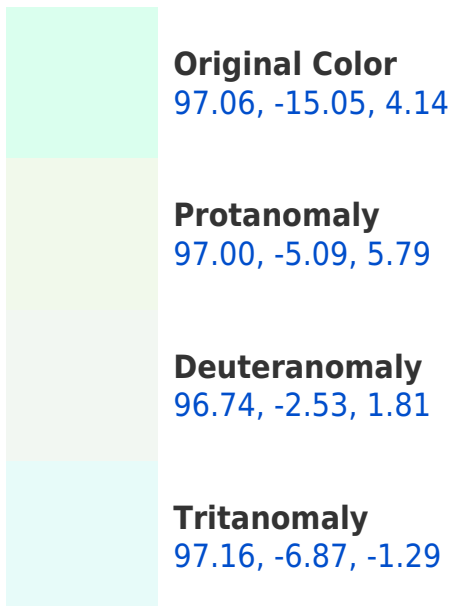 Original Color
97.06, -15.05, 4.14
Protanomaly
97.00, -5.09, 5.79
Deuteranomaly
96.74, -2.53, 1.81
Tritanomaly
97.16, -6.87, -1.29